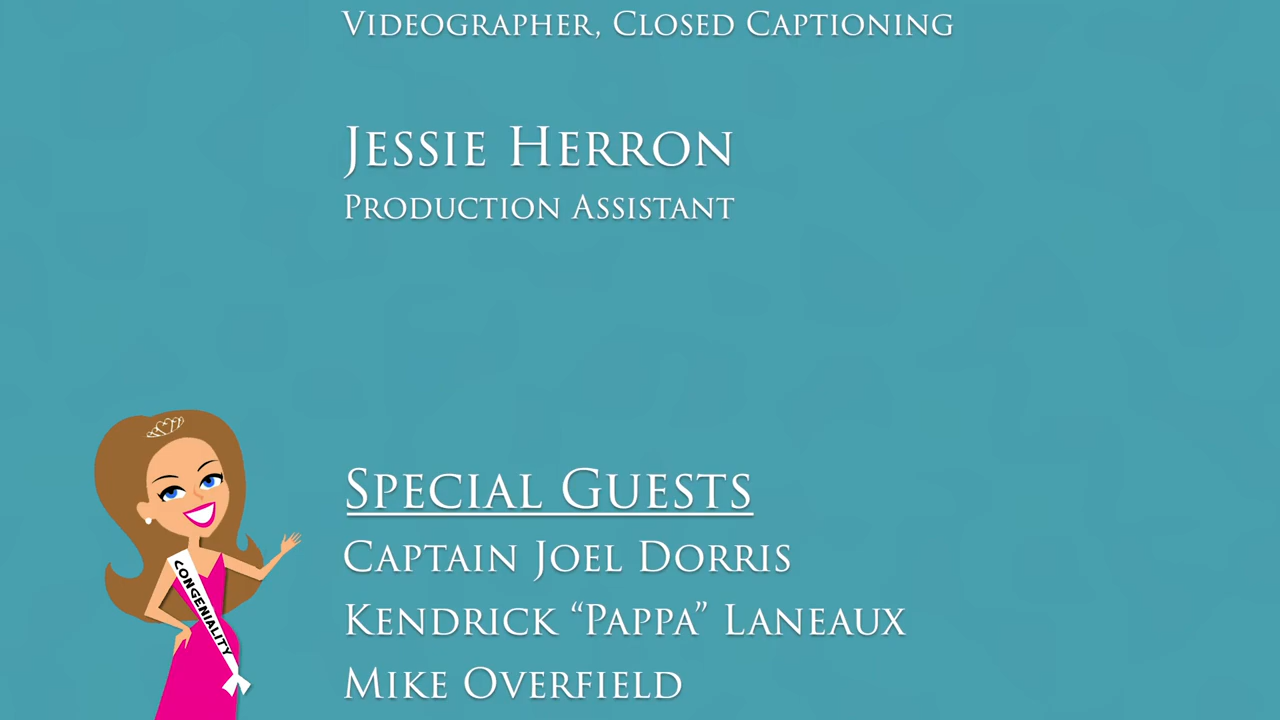 Videographer, Closed Captioning
Jessie Herron
Production Assistant
Special Guests
Captain Joel Dorris
Kendrick “Pappa” Laneaux
Mike Overfield
CONGENIALITY